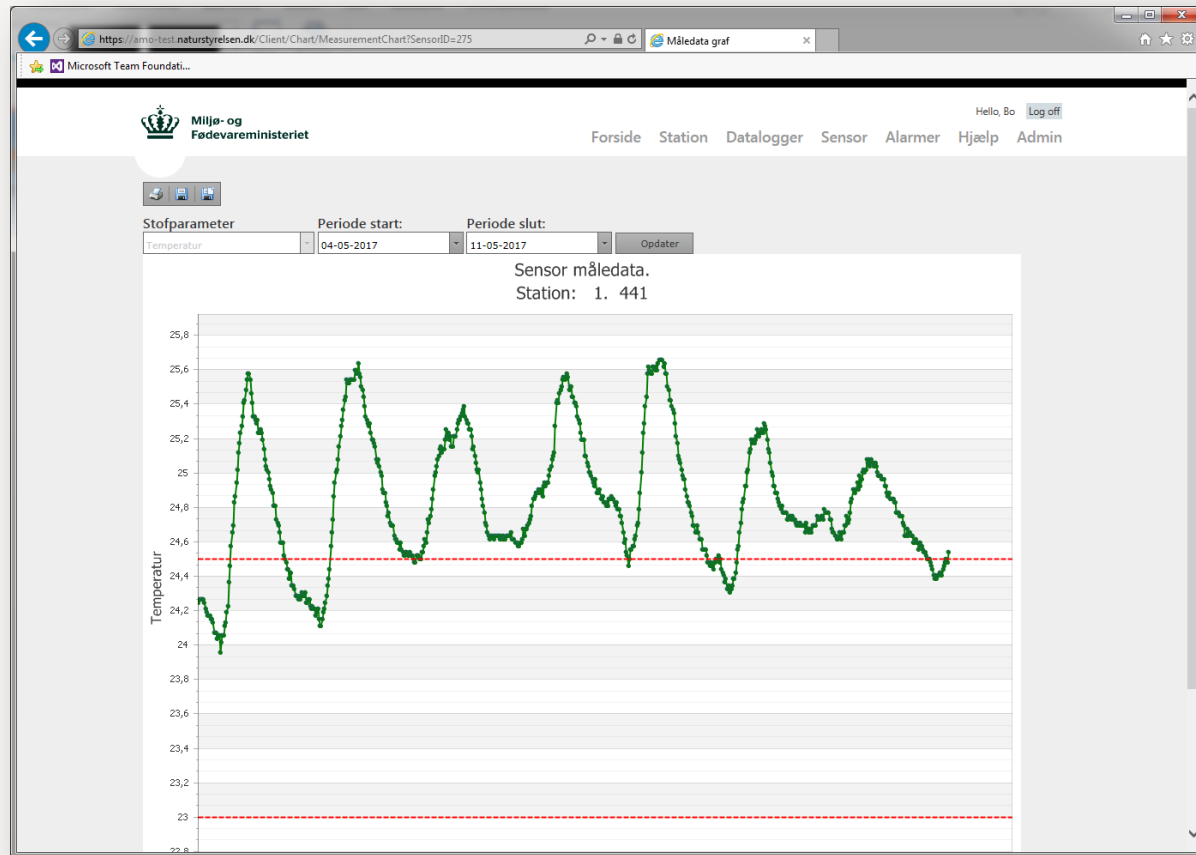 https://amo-test.naturstyrelsen.dk/Client/Chart/MeasurementChart?SensorID=275
Måledata graf
Microsoft Team Foundati...
Hello, Bo Log off
Miljø- og
Fødevareministeriet
Forside Station Datalogger Sensor Alarmer Hjælp Admin
Stofparameter Periode start: Periode slut:
Temperatur 04-05-2017 11-05-2017 Opdater
Sensor måledata.
Station: 1. 441
25,8
25,6
25,4
25,2
25
24,8
24,6
24,4
24,2
24
23,8
23,6
23,4
23,2
23
22,8
Temperatur